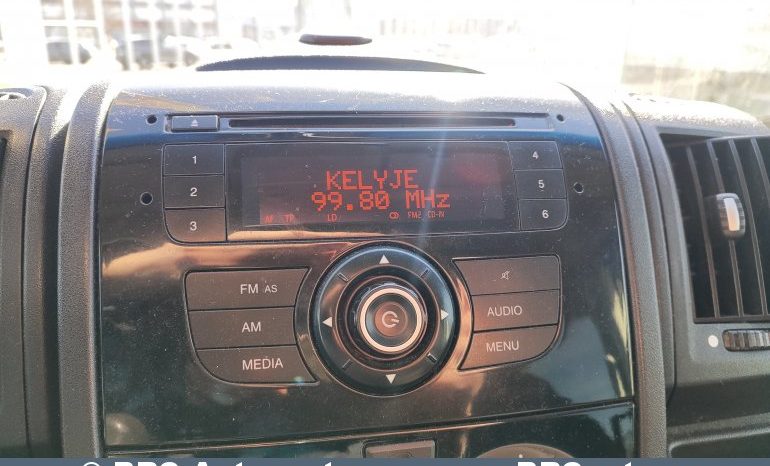 1
2
3
KELYJE
99.80 MHz
AF TP LO FM2 CD-IN
4
5
6
FM AS
AM
MEDIA
AUDIO
MENU